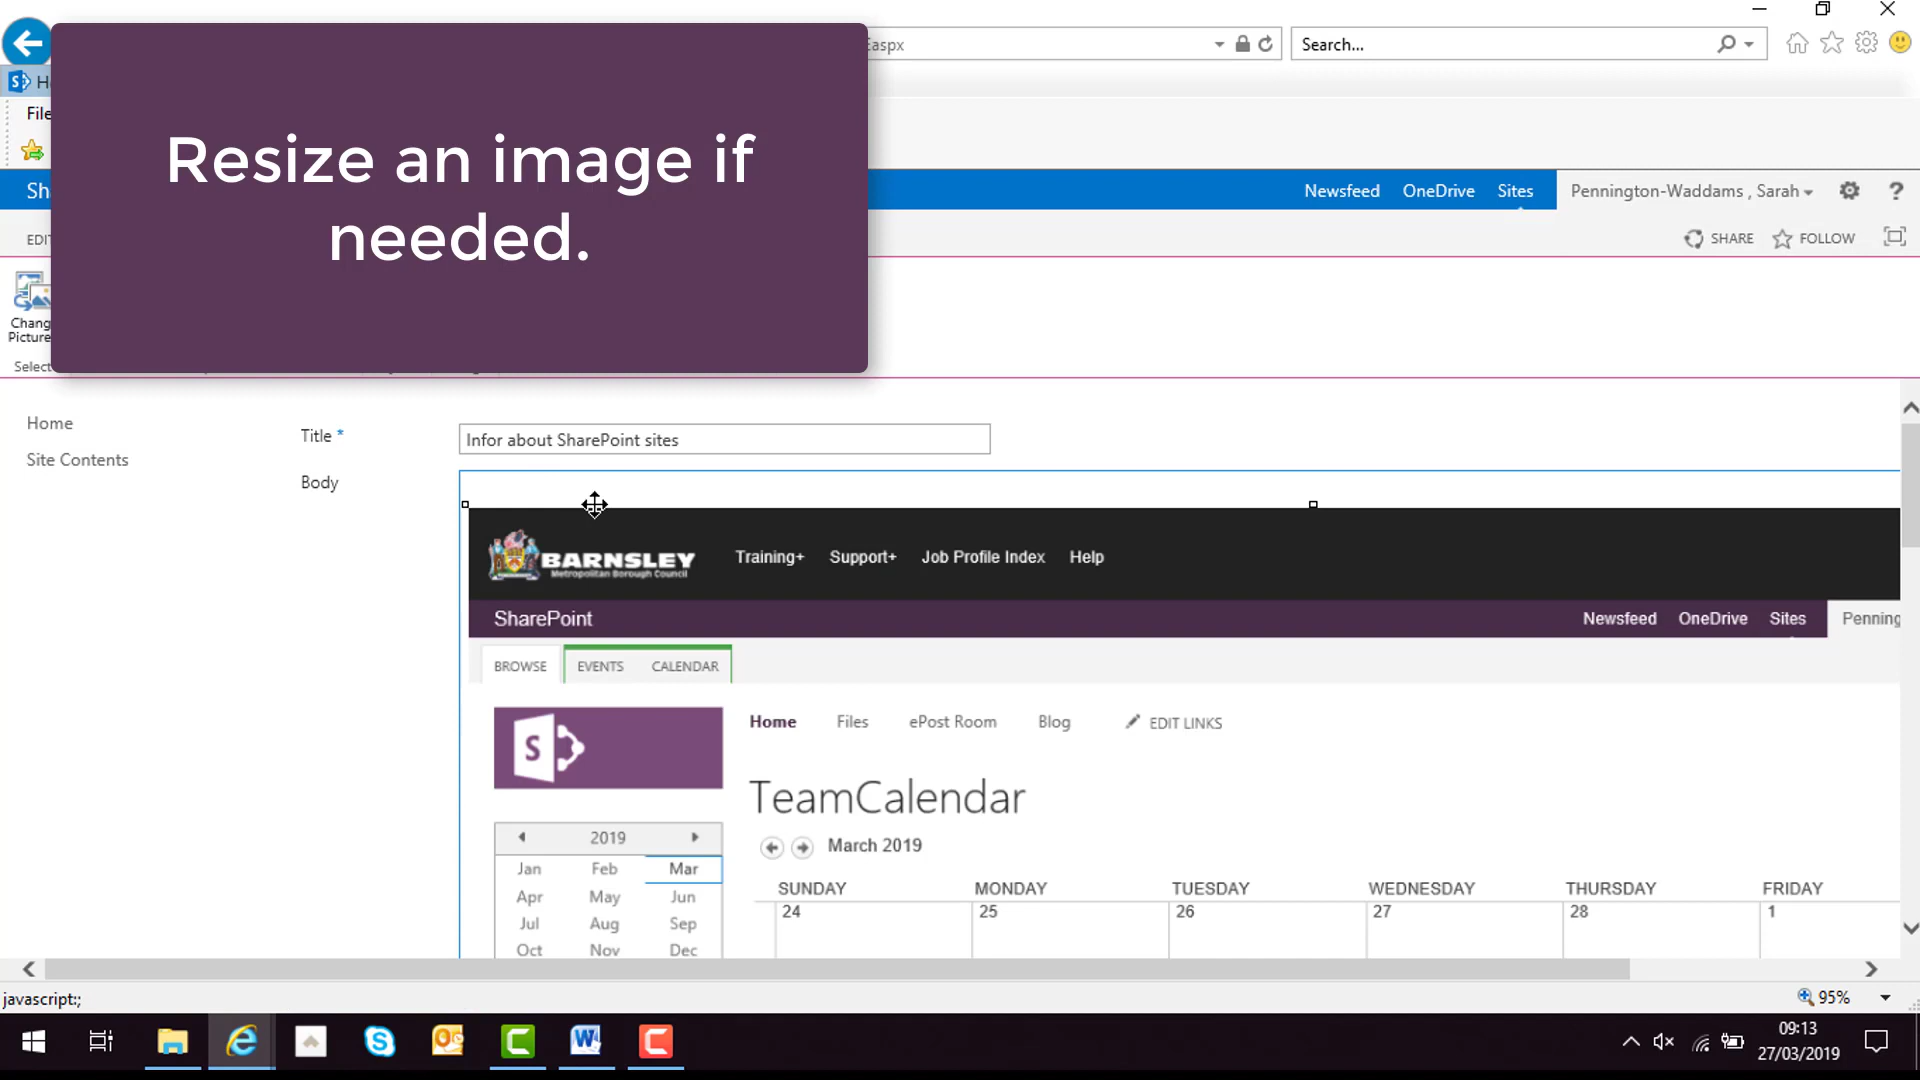 Easpx
Search...
H
File
Resize an image if
needed.
Sh
Newsfeed OneDrive Sites Pennington-Waddams , Sarah ?
EDI
SHARE FOLLOW
Chang
Picture
Select
Home
Site Contents
Title *
Infor about SharePoint sites
Body
BARNSLEY
Metropolitan Borough Council
Training+ Support+ Job Profile Index Help
SharePoint
Newsfeed OneDrive Sites Penning
BROWSE EVENTS CALENDAR
S
Home Files ePost Room Blog EDIT LINKS
TeamCalendar
2019
March 2019
Jan Feb Mar
Apr May Jun
Jul Aug Sep
Oct Nov Dec
SUNDAY MONDAY TUESDAY WEDNESDAY THURSDAY FRIDAY
24 25 26 27 28 1
javascript:;
95%
09:13
27/03/2019